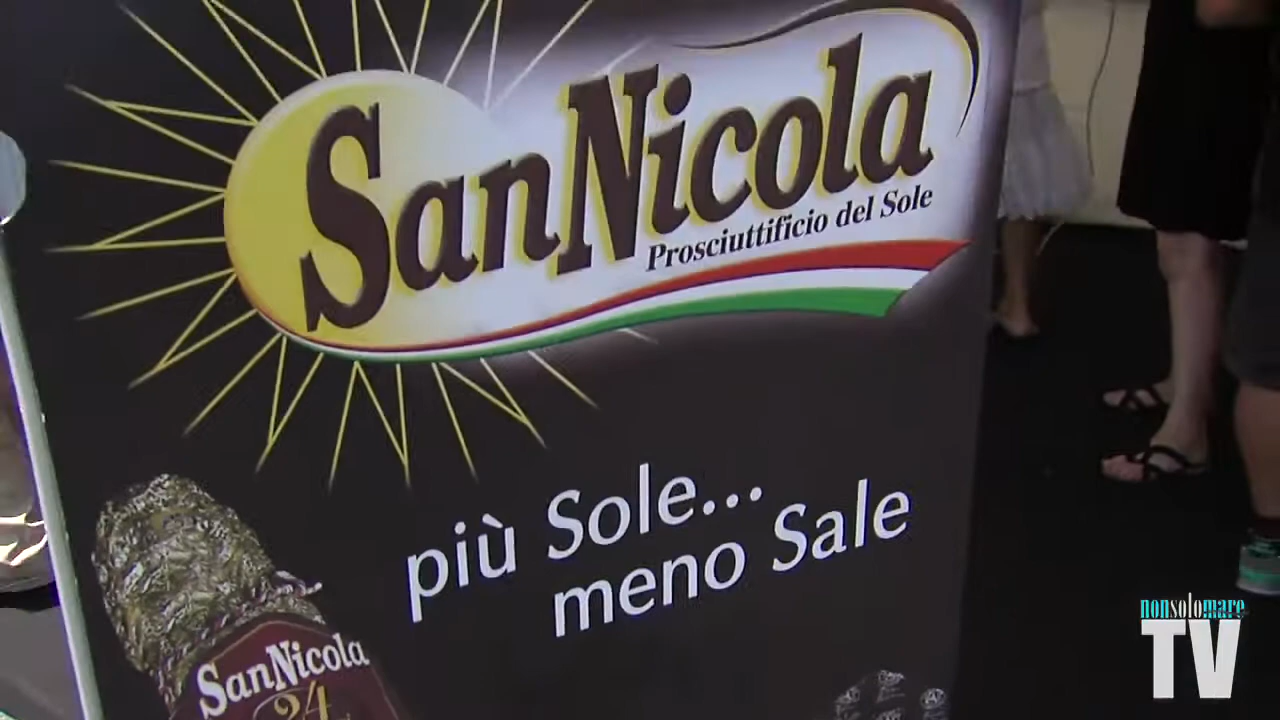 SanNicola
Prosciuttificio del Sole
più Sole...
meno Sale
SanNicola
24
nonsolomare
TV